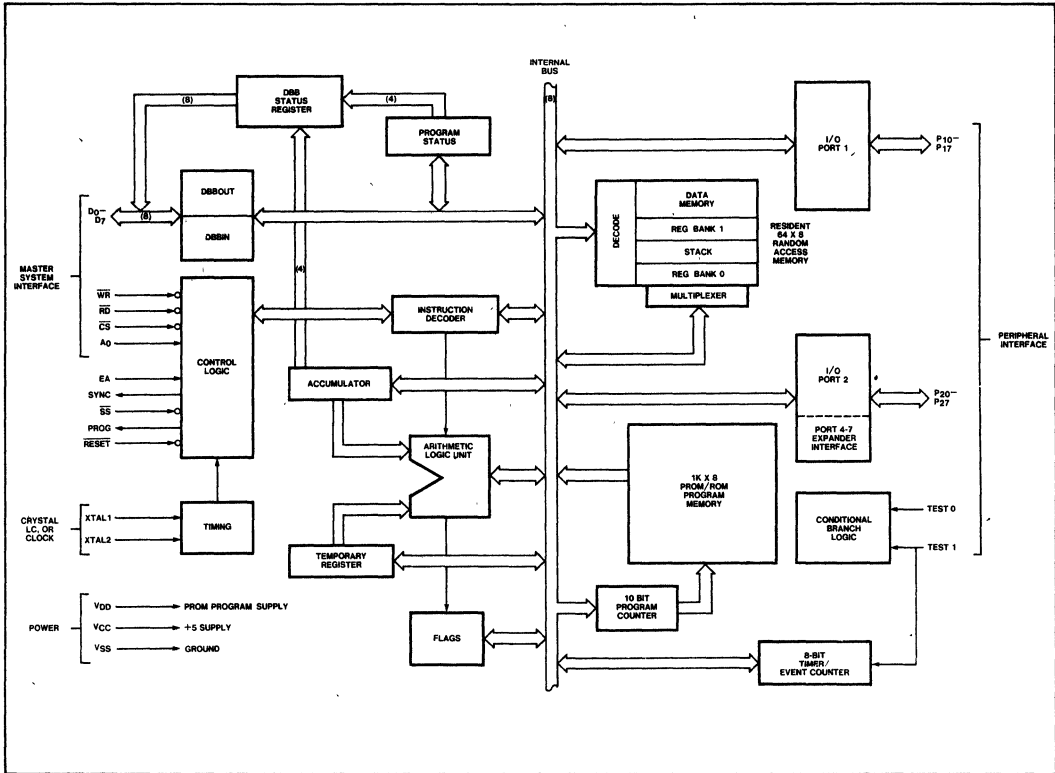 INTERNAL
BUS
(8)
DBB
STATUS
REGISTER
(8)
(4)
PROGRAM
STATUS
I/O
PORT 1
P10–
P17
DBBOUT
DBBIN
D0–
D7
(8)
DECODE
DATA
MEMORY
REG BANK 1
STACK
REG BANK 0
MULTIPLEXER
RESIDENT
64 X 8
RANDOM
ACCESS
MEMORY
MASTER
SYSTEM
INTERFACE
W̅R̅
R̅D̅
C̅S̅
A0
EA
SYNC
S̅S̅
PROG
R̅E̅S̅E̅T̅
CONTROL
LOGIC
(4)
INSTRUCTION
DECODER
ACCUMULATOR
ARITHMETIC
LOGIC UNIT
PERIPHERAL
INTERFACE
I/O
PORT 2
PORT 4-7
EXPANDER
INTERFACE
P20–
P27
1K X 8
PROM/ROM
PROGRAM
MEMORY
CONDITIONAL
BRANCH
LOGIC
TEST 0
TEST 1
CRYSTAL
LC, OR
CLOCK
XTAL1
XTAL2
TIMING
TEMPORARY
REGISTER
10 BIT
PROGRAM
COUNTER
POWER
VDD
PROM PROGRAM SUPPLY
VCC
+5 SUPPLY
VSS
GROUND
FLAGS
8-BIT
TIMER/
EVENT COUNTER